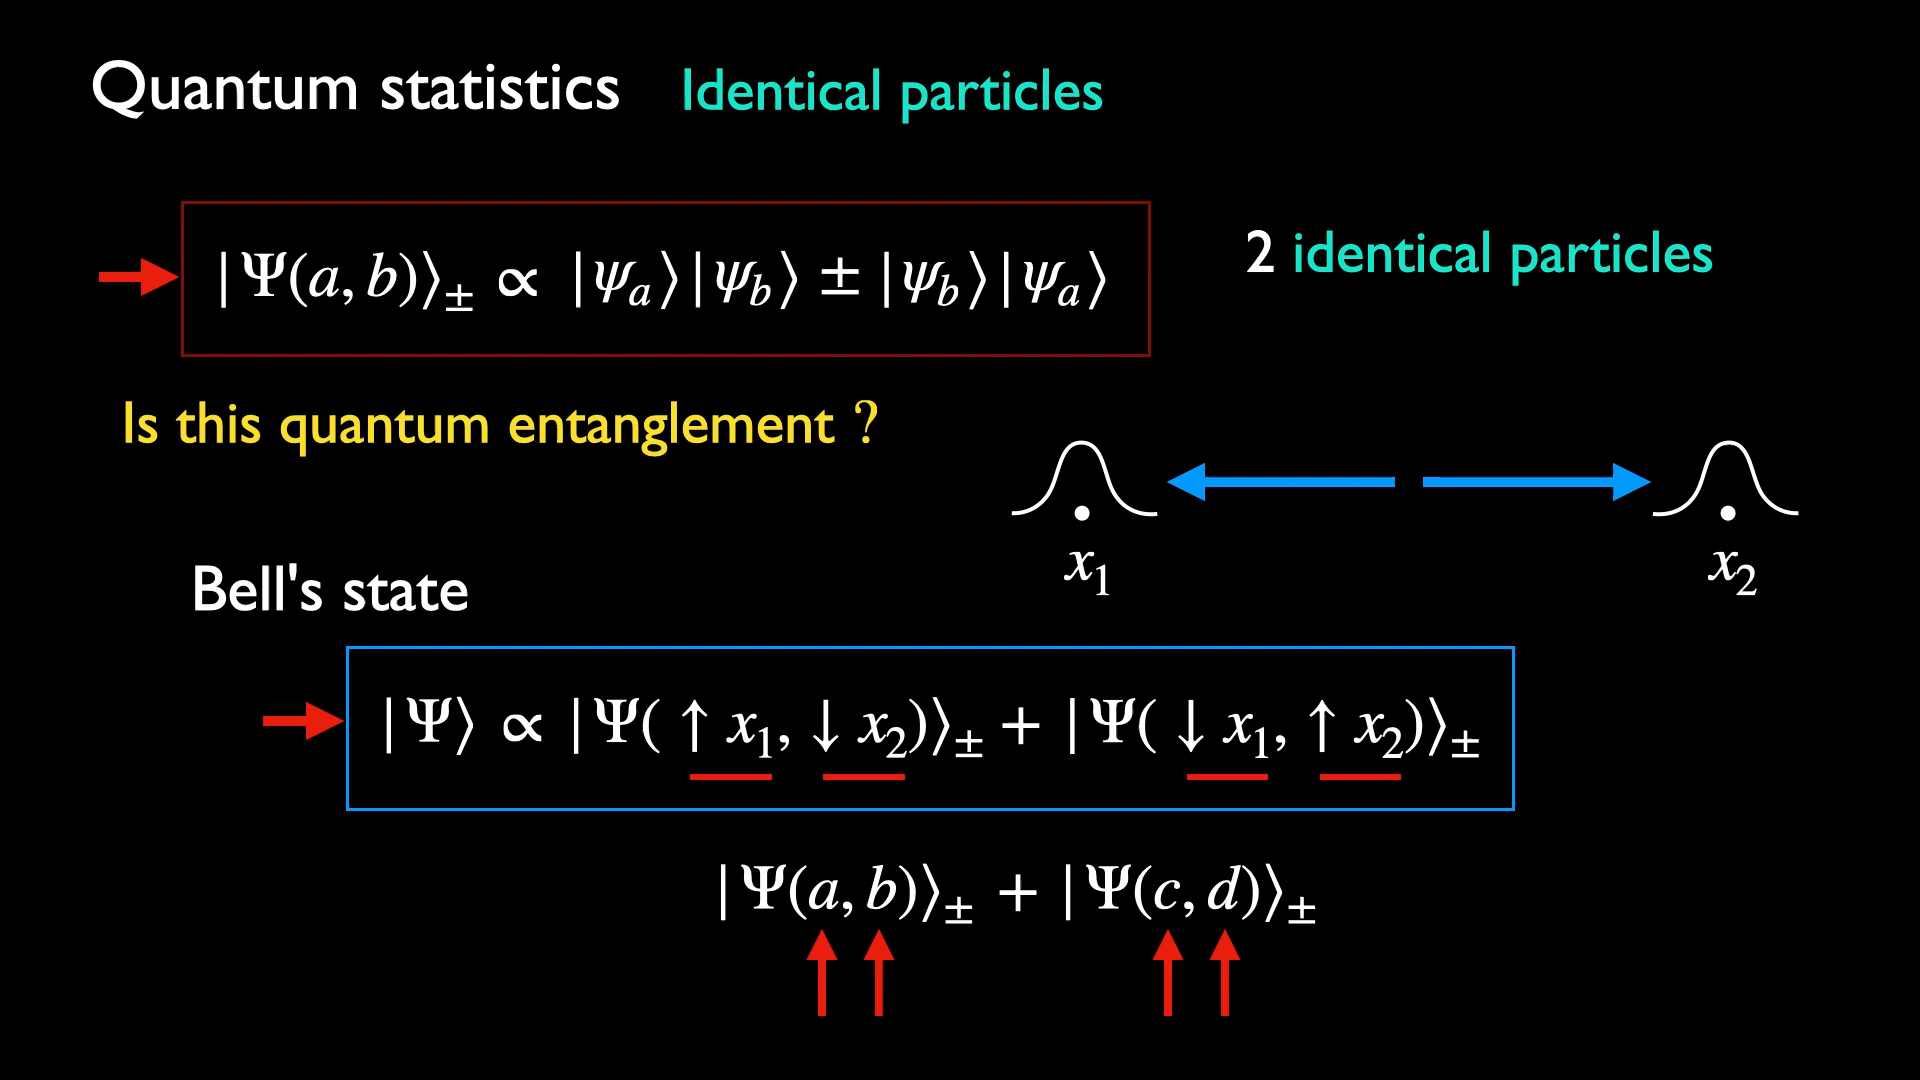 Quantum statistics Identical particles
|Ψ(a, b)⟩± ∝ |ψa⟩|ψb⟩ ± |ψb⟩|ψa⟩
2 identical particles
Is this quantum entanglement ?
x1 x2
Bell's state
|Ψ⟩ ∝ |Ψ( ↑ x1, ↓ x2)⟩± + |Ψ( ↓ x1, ↑ x2)⟩±
|Ψ(a, b)⟩± + |Ψ(c, d)⟩±